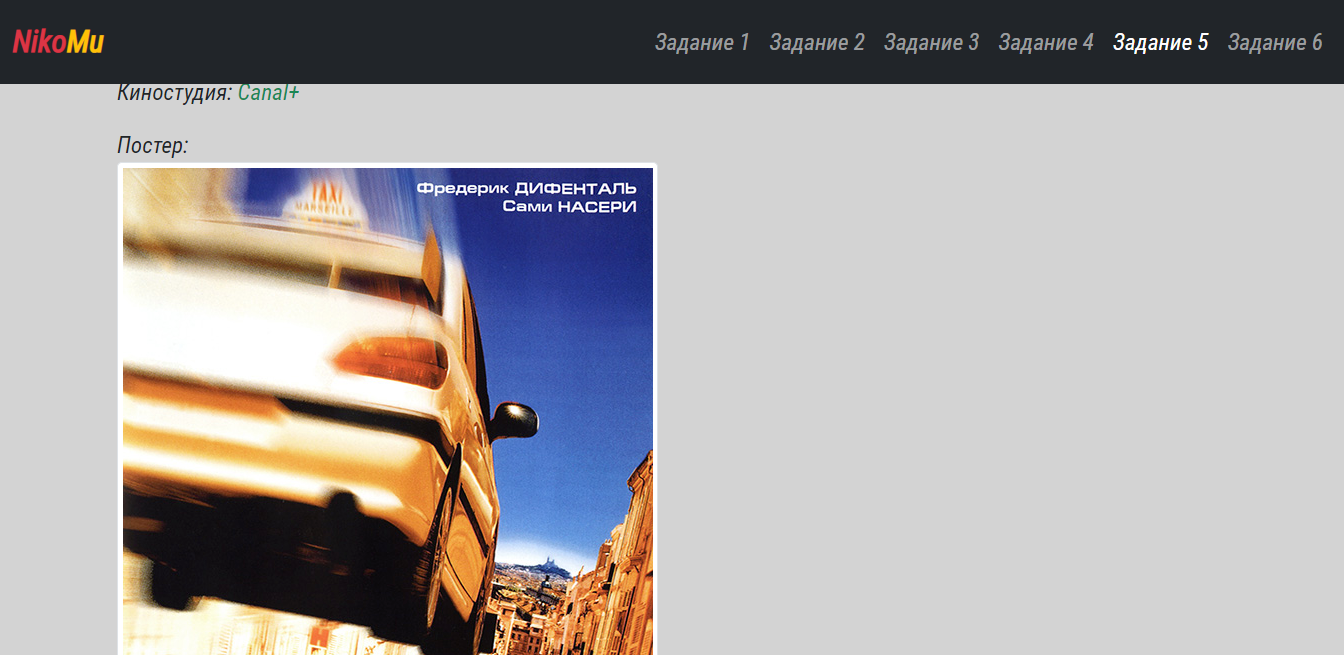 NikoMu
Задание 1 Задание 2 Задание 3 Задание 4 Задание 5 Задание 6
Киностудия: Canal+
Постер:
TAXI
MARSEILLE
Фредерик ДИФЕНТАЛЬ
Сами НАСЕРИ